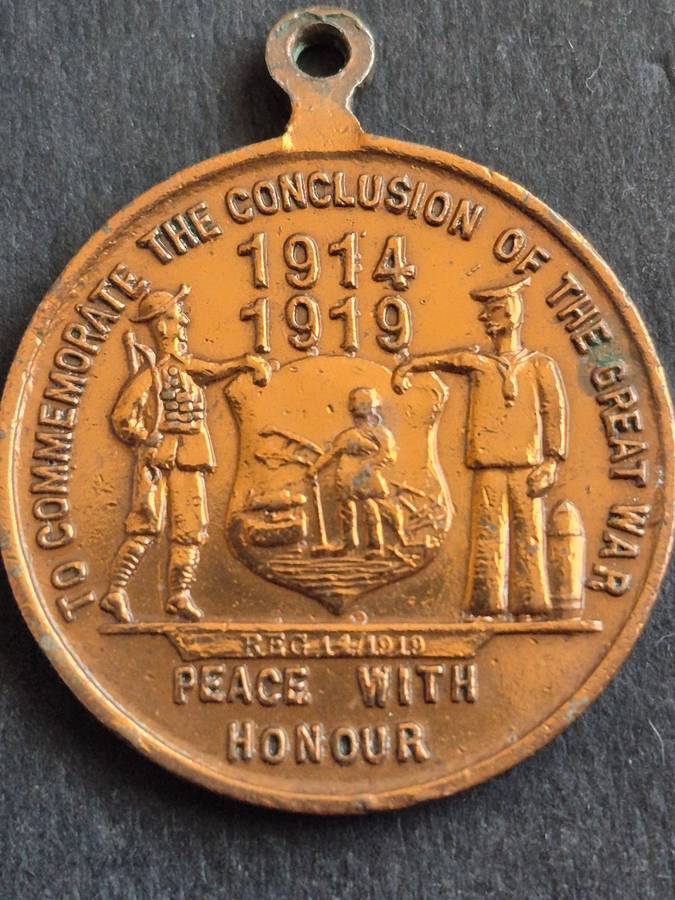 TO COMMEMORATE THE CONCLUSION OF THE GREAT WAR
1914
1919
REG.14/1919
PEACE WITH
HONOUR